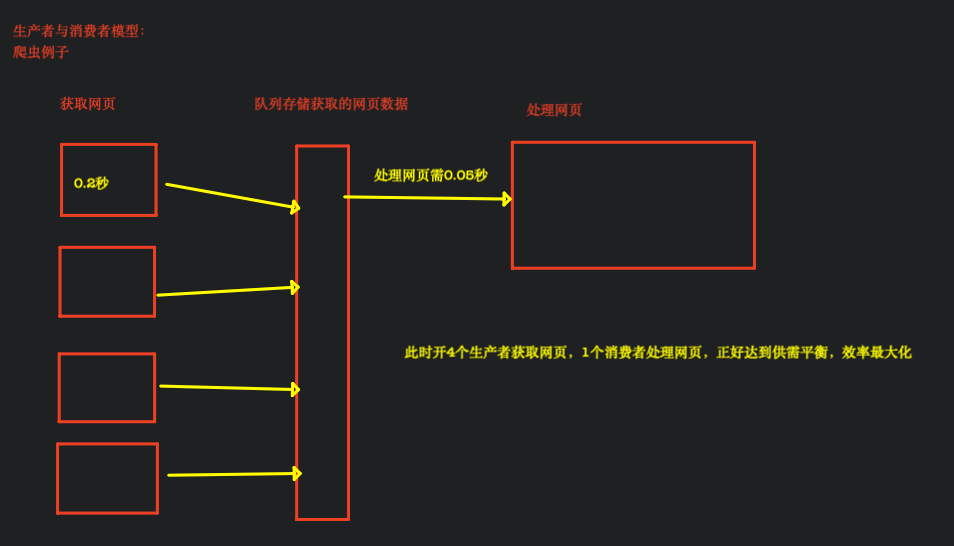 生产者与消费者模型：
爬虫例子
获取网页
队列存储获取的网页数据
处理网页
0.2秒
处理网页需0.05秒
此时开4个生产者获取网页，1个消费者处理网页，正好达到供需平衡，效率最大化